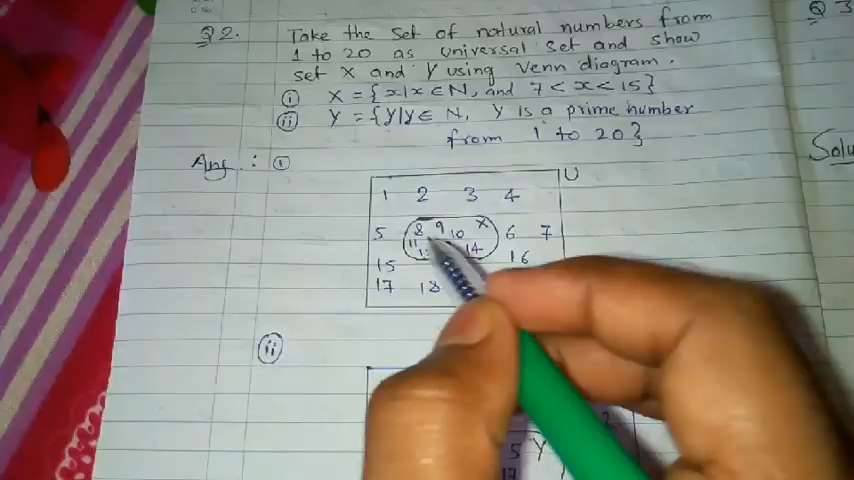 Q 2. Take the set of natural numbers from
1 to 20 as universal set and show
set X and Y using Venn diagram.
(i) X = {x|x ∈ N, and 7 < x < 15}
(ii) Y = {y|y ∈ N, Y is a prime number
from 1 to 20}
Ans : (i)
U
1 2 3 4
5 8 9 10 X 6 7
11 14
15 16
17 18
(ii)
2
5 Y
Q 3
Solu